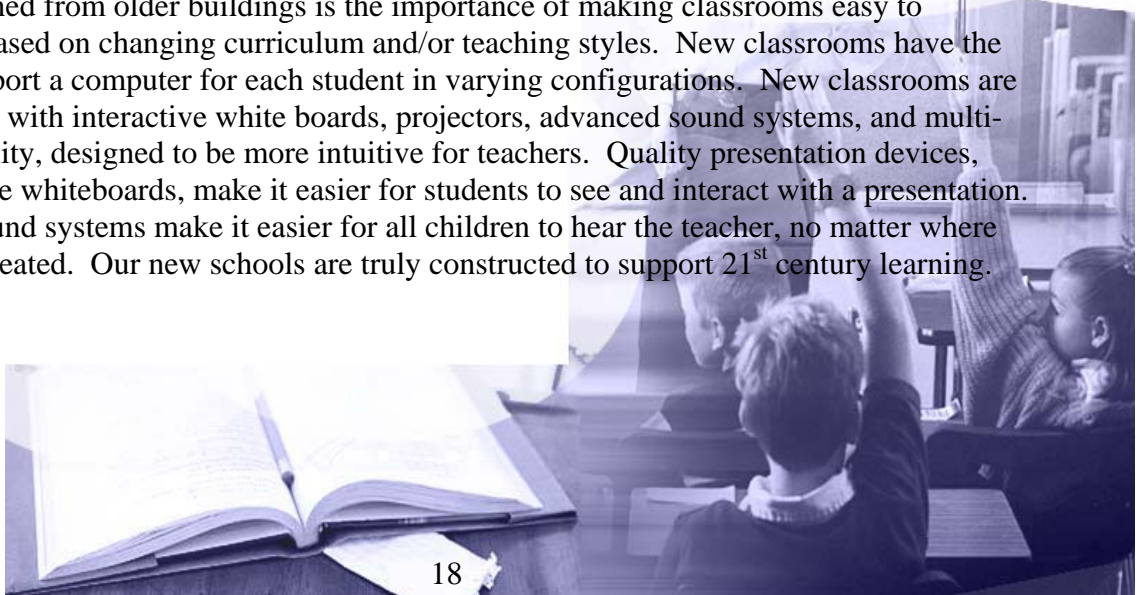 ned from older buildings is the importance of making classrooms easy to
ased on changing curriculum and/or teaching styles.  New classrooms have the
port a computer for each student in varying configurations.  New classrooms are
with interactive white boards, projectors, advanced sound systems, and multi-
lity, designed to be more intuitive for teachers.  Quality presentation devices,
e whiteboards, make it easier for students to see and interact with a presentation.
und systems make it easier for all children to hear the teacher, no matter where
eated.  Our new schools are truly constructed to support 21st century learning.
18